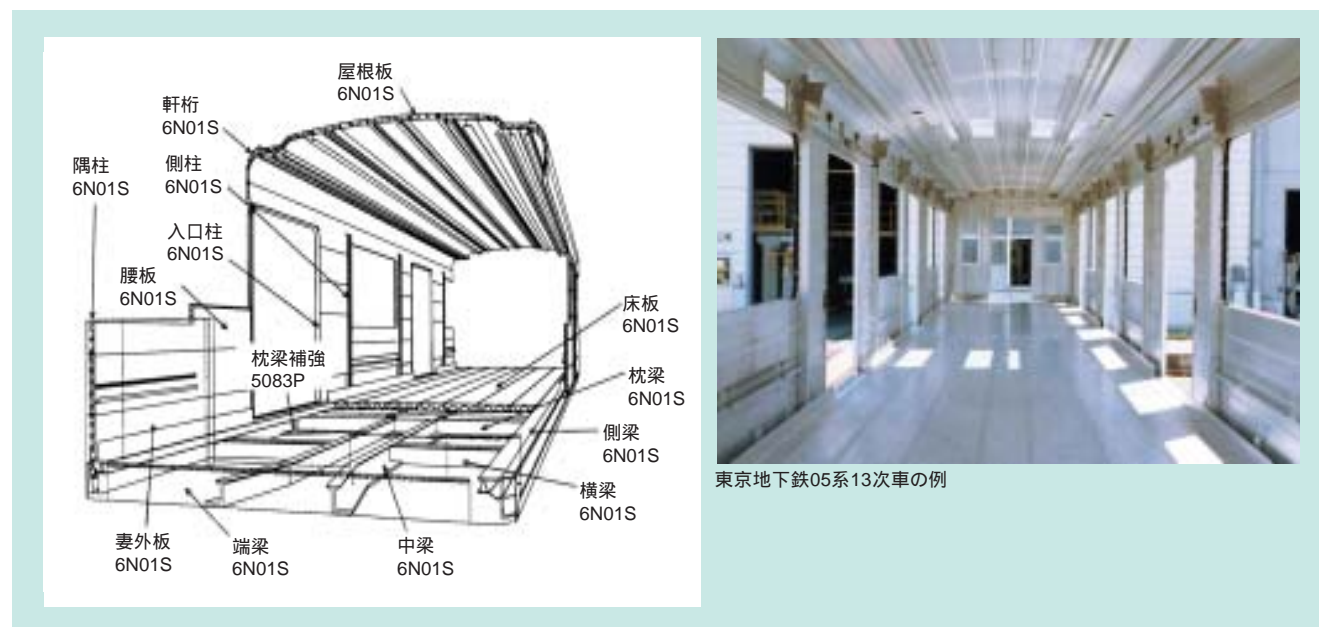 屋根板
6N01S
軒桁
6N01S
隅柱
6N01S
側柱
6N01S
入口柱
6N01S
腰板
6N01S
枕梁補強
5083P
床板
6N01S
枕梁
6N01S
側梁
6N01S
横梁
6N01S
妻外板
6N01S
端梁
6N01S
中梁
6N01S
東京地下鉄05系13次車の例